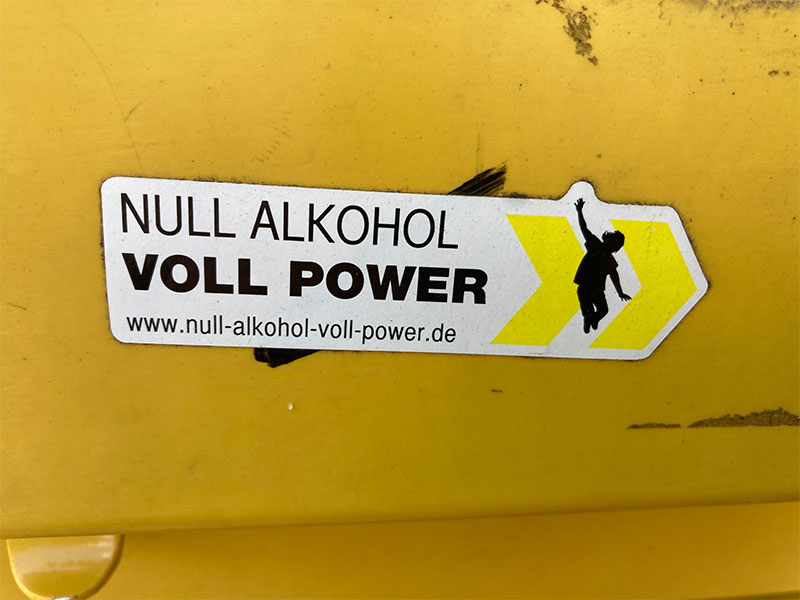 NULL ALKOHOL
VOLL POWER
www.null-alkohol-voll-power.de